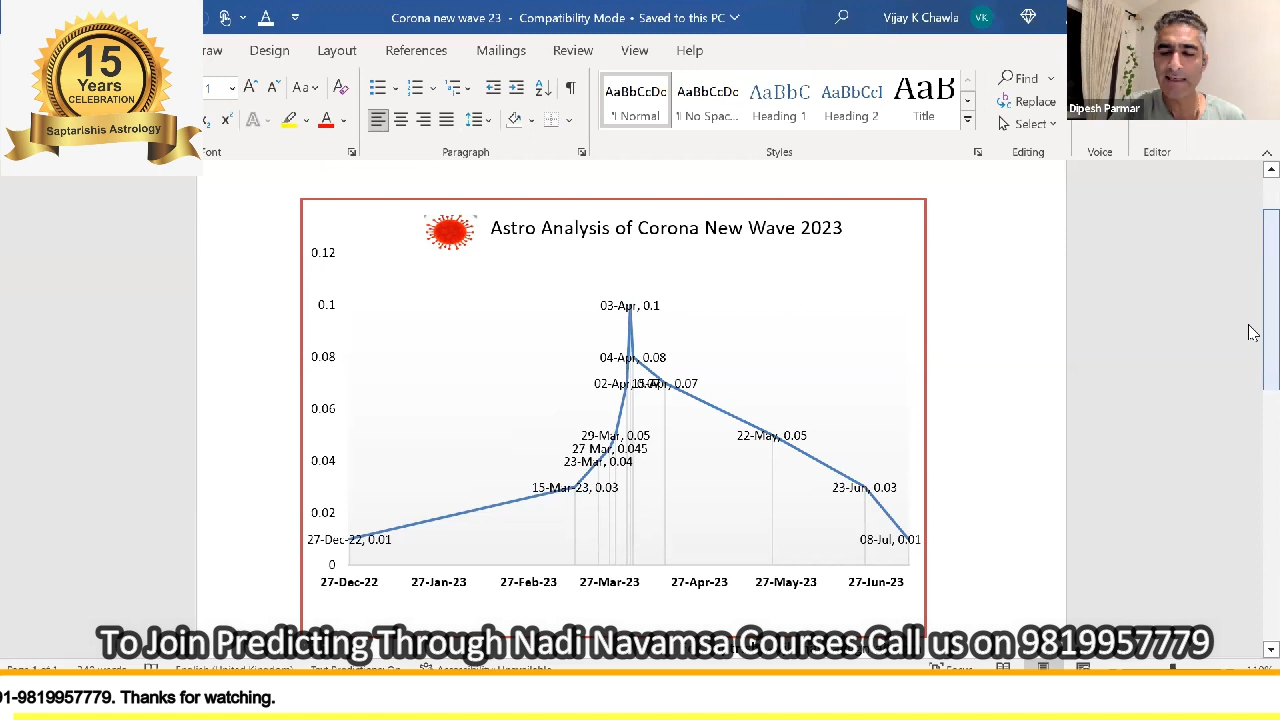 15
Years
CELEBRATION
Saptarishis Astrology
Corona new wave 23 - Compatibility Mode • Saved to this PC
Vijay K Chawla
VK
raw Design Layout References Mailings Review View Help
Aa
AaBbCcDc AaBbCcDc AaBbC AaBbCcI AaB
¶ Normal ¶ No Spac... Heading 1 Heading 2 Title
Find
Replace
Select
Font Paragraph Styles Editing Voice Editor
Dipesh Parmar
Astro Analysis of Corona New Wave 2023
0.12
0.1
0.08
0.06
0.04
0.02
0
03-Apr, 0.1
04-Apr, 0.08
02-Apr, 0.07
29-Mar, 0.05
27 Mar, 0.045
23-Mar, 0.04
15-Mar-23, 0.03
27-Dec-22, 0.01
22-May, 0.05
23-Jun, 0.03
08-Jul, 0.01
27-Dec-22 27-Jan-23 27-Feb-23 27-Mar-23 27-Apr-23 27-May-23 27-Jun-23
To Join Predicting Through Nadi Navamsa Courses Call us on 9819957779
91-9819957779. Thanks for watching.